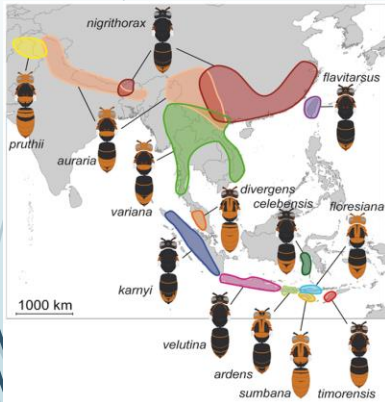 nigrithorax
flavitarsus
pruthii
auraria
variana
divergens
celebensis
floresiana
karnyi
1000 km
velutina
ardens
sumbana
timorensis